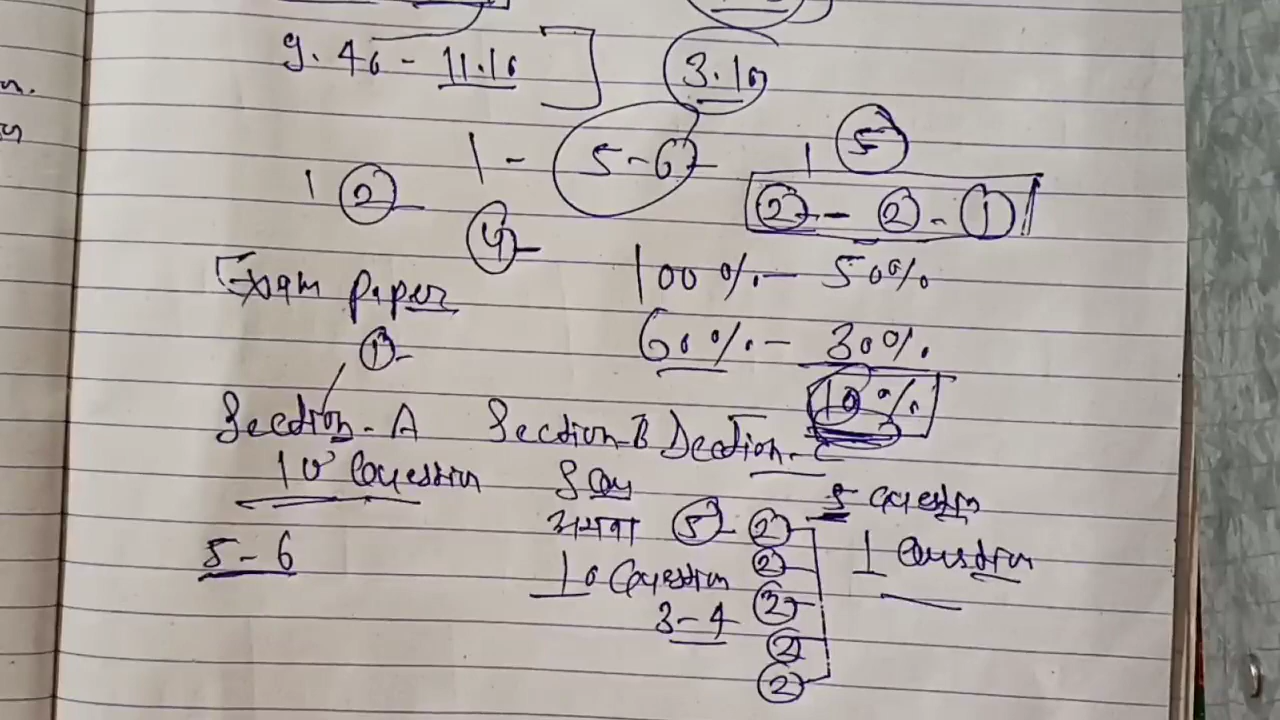 9.46 - 11.10 3.10
1 - 5-6 - 1 5
1 2 - 2 - 2 - 1
4 -
Exam paper 100% - 50%
1 - 60% - 30%
10%
Section-A Section-B Section-C
10 Question 5 Question
अथवा 5 - 2
5-6 2 1 Question
10 Question 2
3-4 2
2